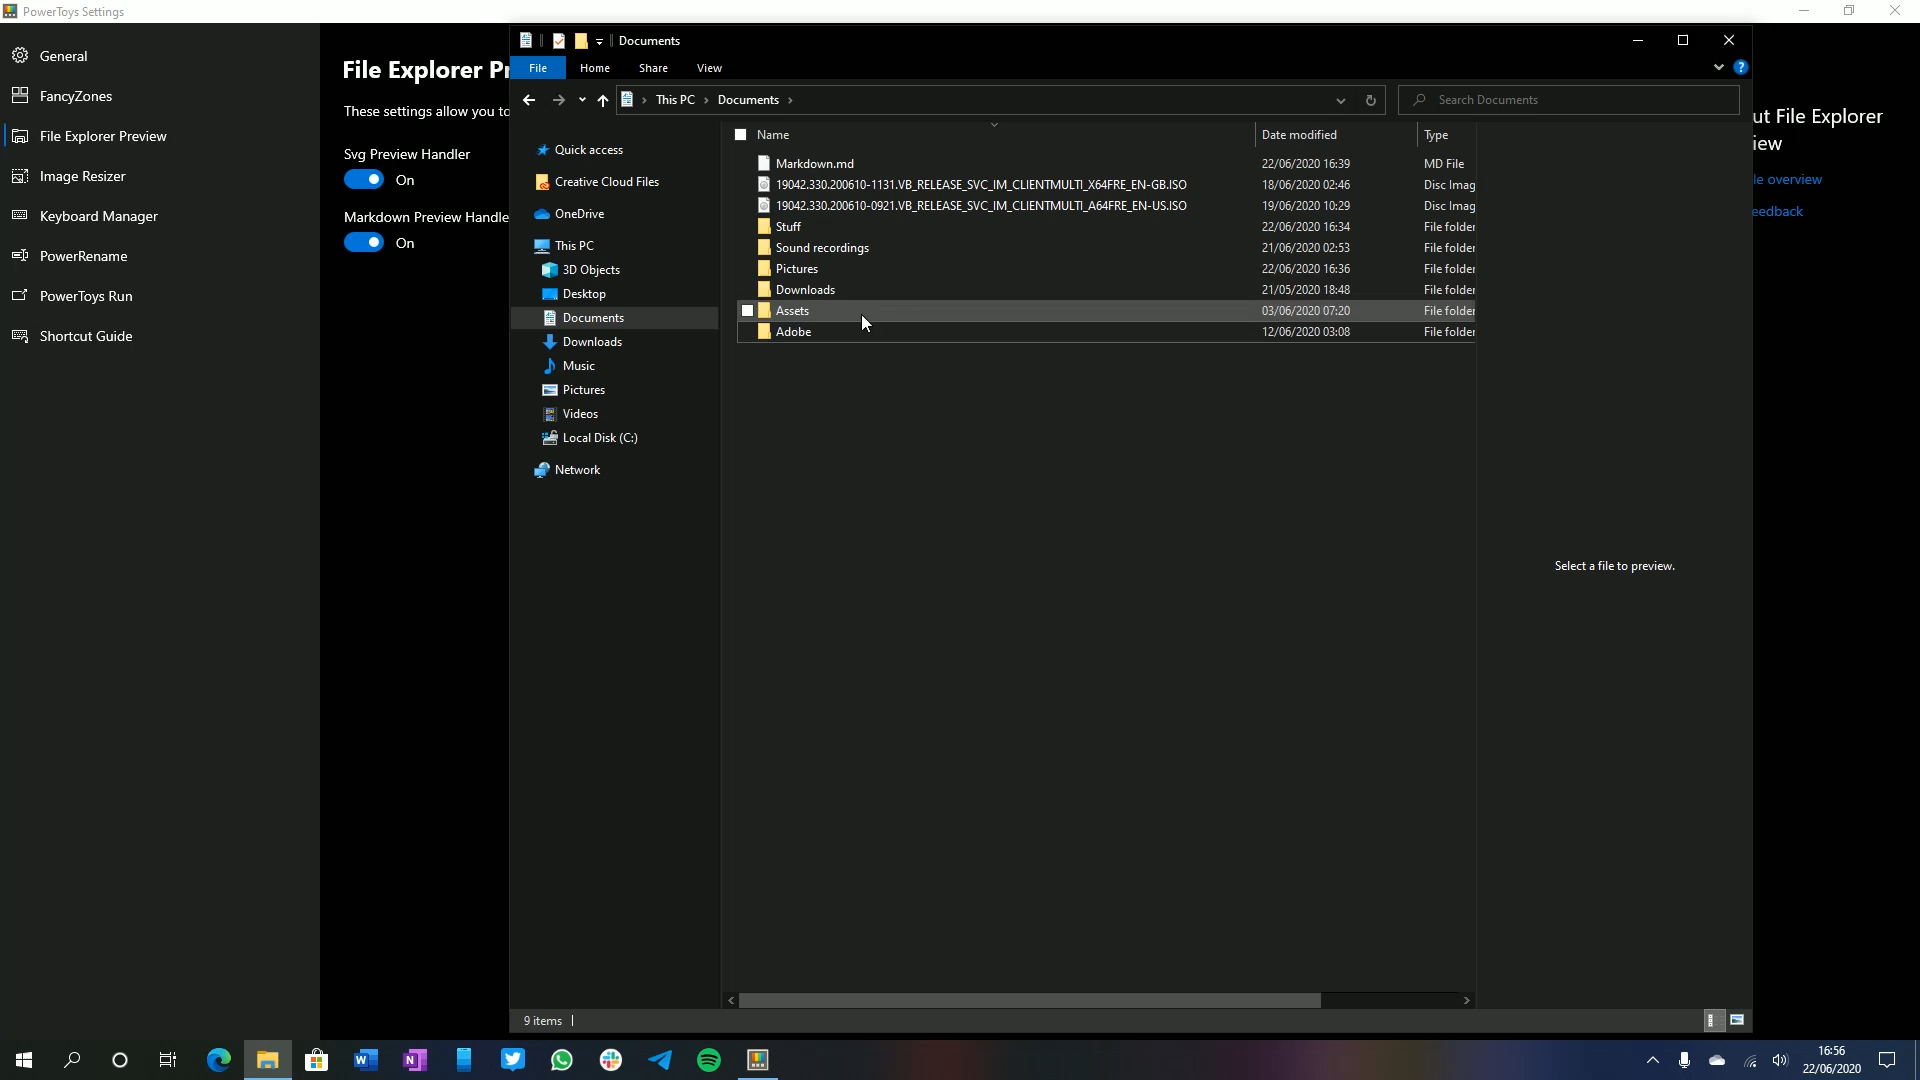 PowerToys Settings
General
FancyZones
File Explorer Preview
Image Resizer
Keyboard Manager
PowerRename
PowerToys Run
Shortcut Guide
File Explorer Pr
These settings allow you to
Svg Preview Handler
On
Markdown Preview Handle
On
Documents
File Home Share View
This PC > Documents >
Search Documents
Quick access
Creative Cloud Files
OneDrive
This PC
3D Objects
Desktop
Documents
Downloads
Music
Pictures
Videos
Local Disk (C:)
Network
Name Date modified Type
Markdown.md 22/06/2020 16:39 MD File
19042.330.200610-1131.VB_RELEASE_SVC_IM_CLIENTMULTI_X64FRE_EN-GB.ISO 18/06/2020 02:46 Disc Imag
19042.330.200610-0921.VB_RELEASE_SVC_IM_CLIENTMULTI_A64FRE_EN-US.ISO 19/06/2020 10:29 Disc Imag
Stuff 22/06/2020 16:34 File folder
Sound recordings 21/06/2020 02:53 File folder
Pictures 22/06/2020 16:36 File folder
Downloads 21/05/2020 18:48 File folder
Assets 03/06/2020 07:20 File folder
Adobe 12/06/2020 03:08 File folder
Select a file to preview.
9 items
ut File Explorer
iew
le overview
eedback
16:56
22/06/2020